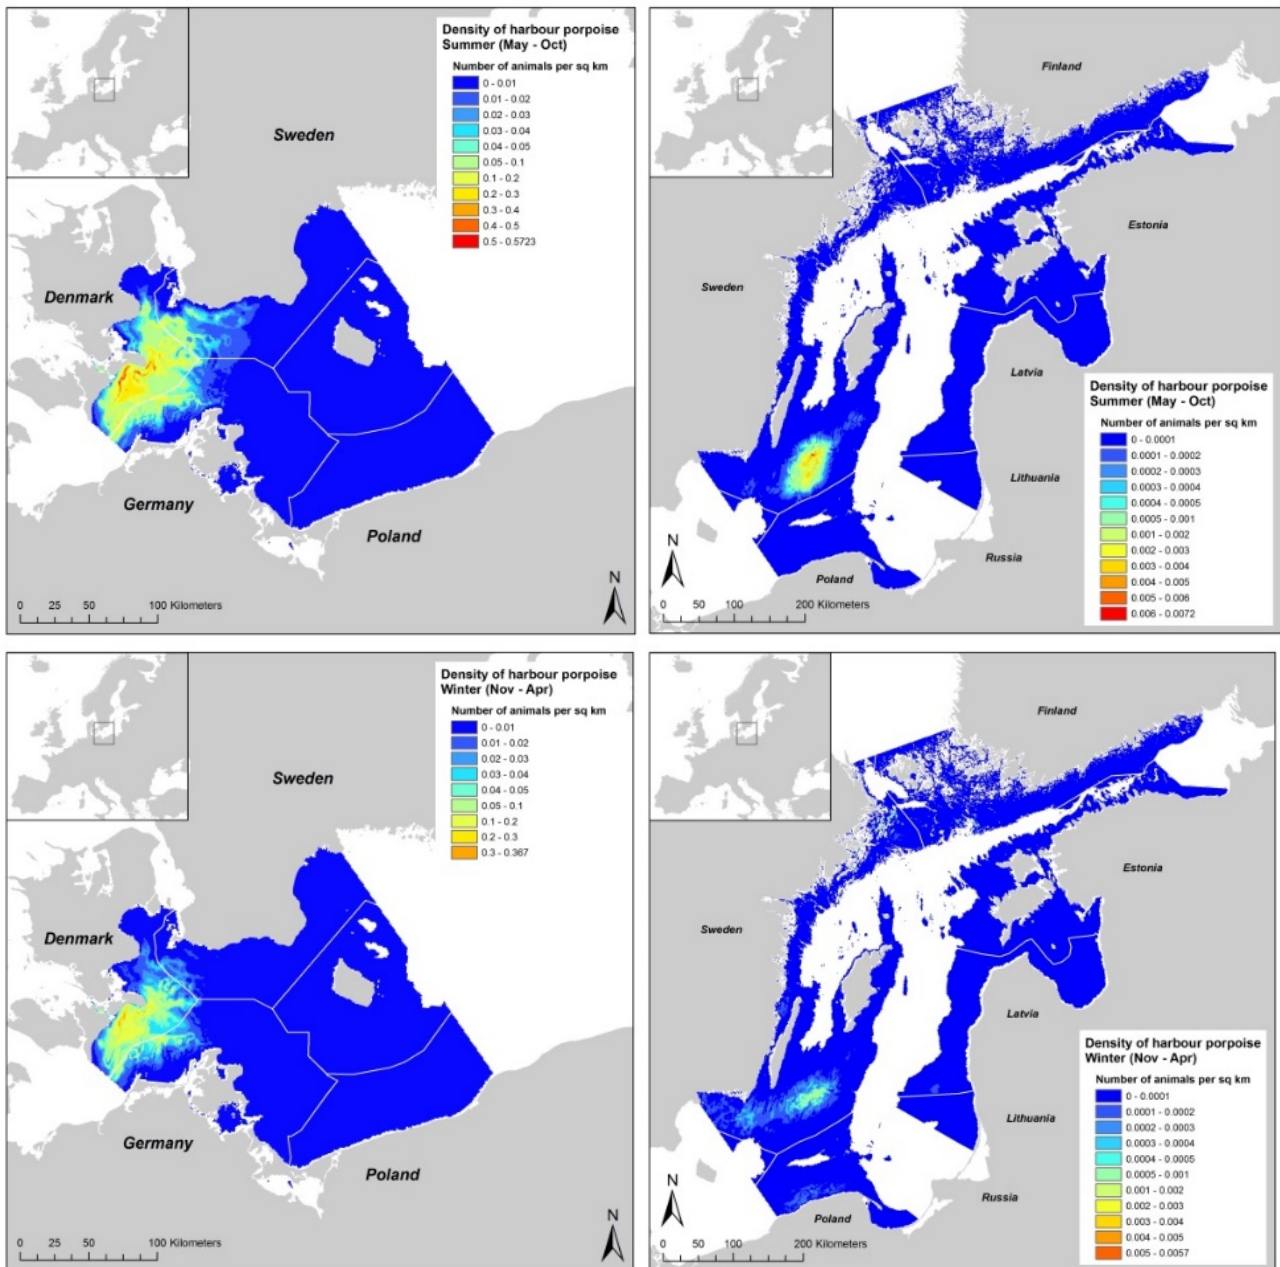 Density of harbour porpoise
Summer (May - Oct)
Number of animals per sq km
0 - 0.01
0.01 - 0.02
0.02 - 0.03
0.03 - 0.04
0.04 - 0.05
0.05 - 0.1
0.1 - 0.2
0.2 - 0.3
0.3 - 0.4
0.4 - 0.5
0.5 - 0.5723
Sweden
Denmark
Germany
Poland
N
0 25 50 100 Kilometers
Finland
Estonia
Sweden
Latvia
Lithuania
Russia
Poland
Density of harbour porpoise
Summer (May - Oct)
Number of animals per sq km
0 - 0.0001
0.0001 - 0.0002
0.0002 - 0.0003
0.0003 - 0.0004
0.0004 - 0.0005
0.0005 - 0.001
0.001 - 0.002
0.002 - 0.003
0.003 - 0.004
0.004 - 0.005
0.005 - 0.006
0.006 - 0.0072
N
0 50 100 200 Kilometers
Density of harbour porpoise
Winter (Nov - Apr)
Number of animals per sq km
0 - 0.01
0.01 - 0.02
0.02 - 0.03
0.03 - 0.04
0.04 - 0.05
0.05 - 0.1
0.1 - 0.2
0.2 - 0.3
0.3 - 0.367
Sweden
Denmark
Germany
Poland
N
0 25 50 100 Kilometers
Finland
Estonia
Sweden
Latvia
Lithuania
Russia
Poland
Density of harbour porpoise
Winter (Nov - Apr)
Number of animals per sq km
0 - 0.0001
0.0001 - 0.0002
0.0002 - 0.0003
0.0003 - 0.0004
0.0004 - 0.0005
0.0005 - 0.001
0.001 - 0.002
0.002 - 0.003
0.003 - 0.004
0.004 - 0.005
0.005 - 0.0057
N
0 50 100 200 Kilometers